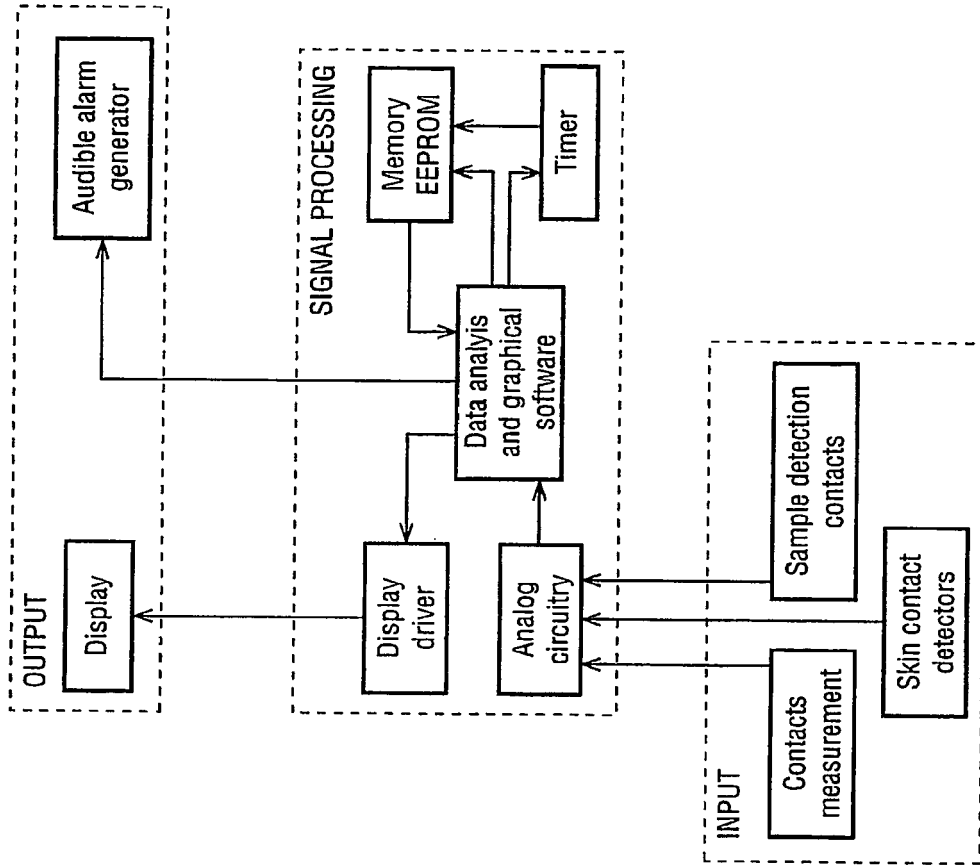 OUTPUT
Display
Audible alarm
generator
SIGNAL PROCESSING
Display
driver
Memory
EEPROM
Analog
circuitry
Data analyis
and graphical
software
Timer
INPUT
Contacts
measurement
Sample detection
contacts
Skin contact
detectors